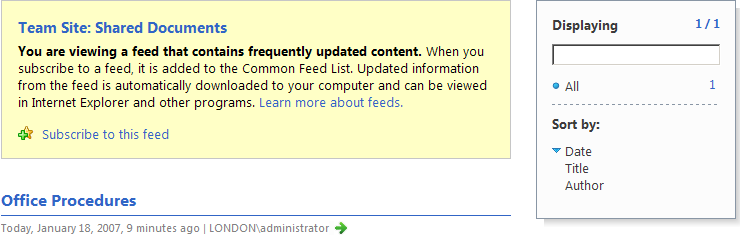 Team Site: Shared Documents
You are viewing a feed that contains frequently updated content. When you
subscribe to a feed, it is added to the Common Feed List. Updated information
from the feed is automatically downloaded to your computer and can be viewed
in Internet Explorer and other programs. Learn more about feeds.
Subscribe to this feed
Office Procedures
Today, January 18, 2007, 9 minutes ago | LONDON\administrator
Displaying 1 / 1
All 1
Sort by:
Date
Title
Author